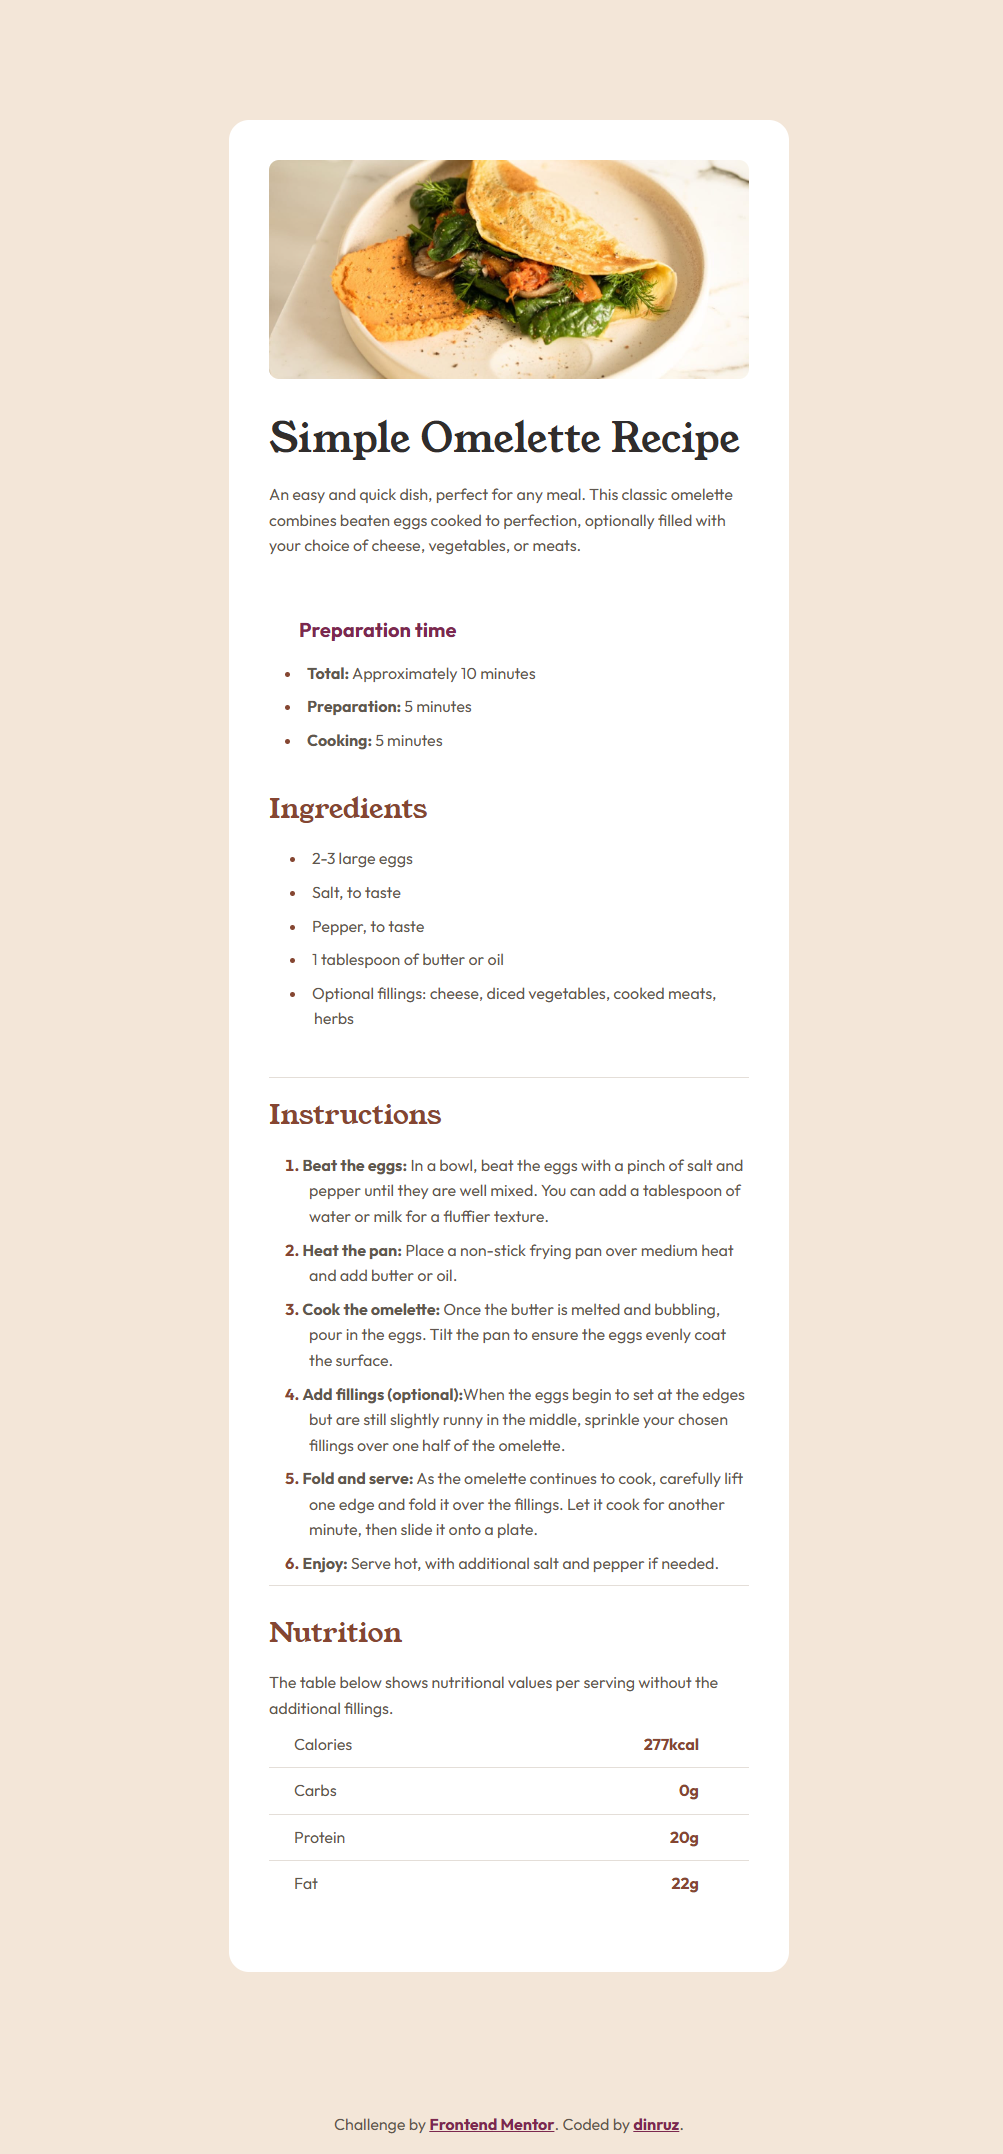 Simple Omelette Recipe
An easy and quick dish, perfect for any meal. This classic omelette
combines beaten eggs cooked to perfection, optionally filled with
your choice of cheese, vegetables, or meats.
Preparation time
• Total: Approximately 10 minutes
• Preparation: 5 minutes
• Cooking: 5 minutes
Ingredients
• 2-3 large eggs
• Salt, to taste
• Pepper, to taste
• 1 tablespoon of butter or oil
• Optional fillings: cheese, diced vegetables, cooked meats,
herbs
Instructions
1. Beat the eggs: In a bowl, beat the eggs with a pinch of salt and
pepper until they are well mixed. You can add a tablespoon of
water or milk for a fluffier texture.
2. Heat the pan: Place a non-stick frying pan over medium heat
and add butter or oil.
3. Cook the omelette: Once the butter is melted and bubbling,
pour in the eggs. Tilt the pan to ensure the eggs evenly coat
the surface.
4. Add fillings (optional):When the eggs begin to set at the edges
but are still slightly runny in the middle, sprinkle your chosen
fillings over one half of the omelette.
5. Fold and serve: As the omelette continues to cook, carefully lift
one edge and fold it over the fillings. Let it cook for another
minute, then slide it onto a plate.
6. Enjoy: Serve hot, with additional salt and pepper if needed.
Nutrition
The table below shows nutritional values per serving without the
additional fillings.
Calories 277kcal
Carbs 0g
Protein 20g
Fat 22g
Challenge by Frontend Mentor. Coded by dinruz.